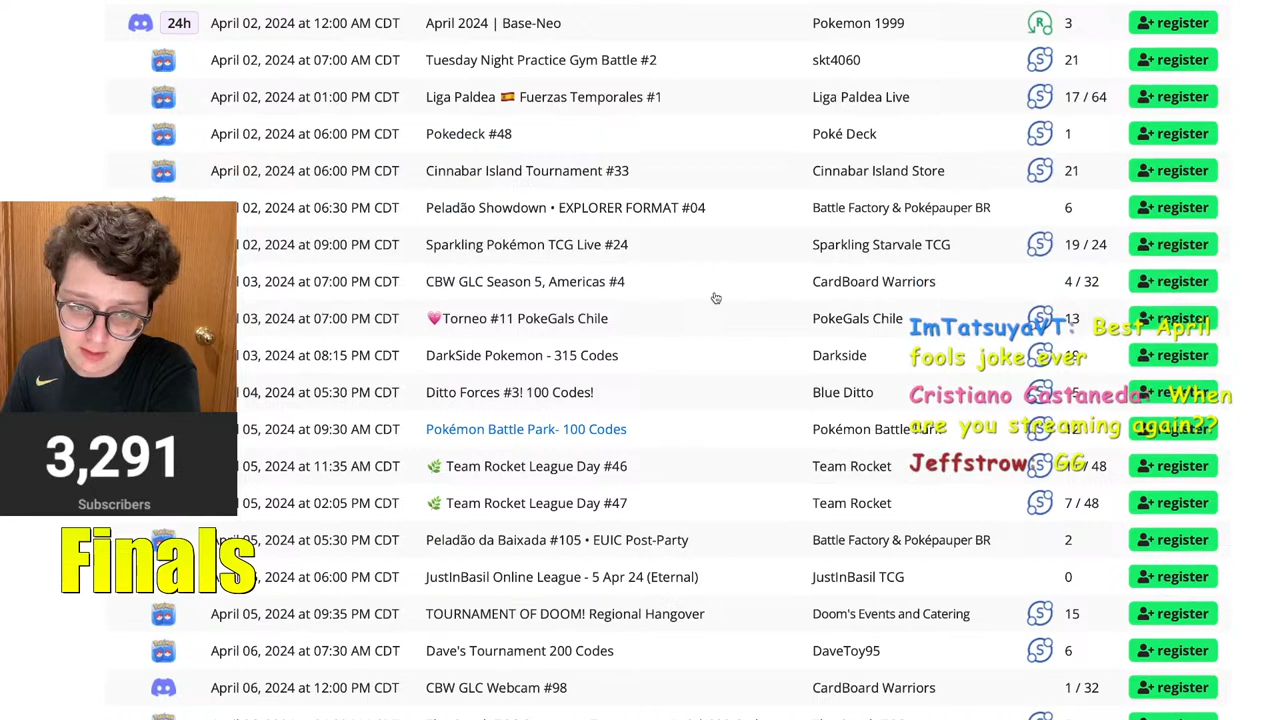 24h April 02, 2024 at 12:00 AM CDT April 2024 | Base-Neo Pokemon 1999 R 3 register
April 02, 2024 at 07:00 AM CDT Tuesday Night Practice Gym Battle #2 skt4060 S 21 register
April 02, 2024 at 01:00 PM CDT Liga Paldea 🇪🇸 Fuerzas Temporales #1 Liga Paldea Live S 17 / 64 register
April 02, 2024 at 06:00 PM CDT Pokedeck #48 Poké Deck S 1 register
April 02, 2024 at 06:00 PM CDT Cinnabar Island Tournament #33 Cinnabar Island Store S 21 register
02, 2024 at 06:30 PM CDT Peladão Showdown • EXPLORER FORMAT #04 Battle Factory & Poképauper BR 6 register
02, 2024 at 09:00 PM CDT Sparkling Pokémon TCG Live #24 Sparkling Starvale TCG S 19 / 24 register
03, 2024 at 07:00 PM CDT CBW GLC Season 5, Americas #4 CardBoard Warriors 4 / 32 register
03, 2024 at 07:00 PM CDT 💗Torneo #11 PokeGals Chile PokeGals Chile S 13 register
ImTatsuyaVT: Best April
fools joke ever
03, 2024 at 08:15 PM CDT DarkSide Pokemon - 315 Codes Darkside register
04, 2024 at 05:30 PM CDT Ditto Forces #3! 100 Codes! Blue Ditto register
Cristiano Castaneda: When
are you streaming again??
05, 2024 at 09:30 AM CDT Pokémon Battle Park- 100 Codes Pokémon Battle register
Jeffstrow: GG
05, 2024 at 11:35 AM CDT 🌿 Team Rocket League Day #46 Team Rocket S / 48 register
05, 2024 at 02:05 PM CDT 🌿 Team Rocket League Day #47 Team Rocket S 7 / 48 register
05, 2024 at 05:30 PM CDT Peladão da Baixada #105 • EUIC Post-Party Battle Factory & Poképauper BR 2 register
2024 at 06:00 PM CDT JustInBasil Online League - 5 Apr 24 (Eternal) JustInBasil TCG 0 register
April 05, 2024 at 09:35 PM CDT TOURNAMENT OF DOOM! Regional Hangover Doom's Events and Catering S 15 register
April 06, 2024 at 07:30 AM CDT Dave's Tournament 200 Codes DaveToy95 S 6 register
April 06, 2024 at 12:00 PM CDT CBW GLC Webcam #98 CardBoard Warriors 1 / 32 register
3,291
Subscribers
Finals